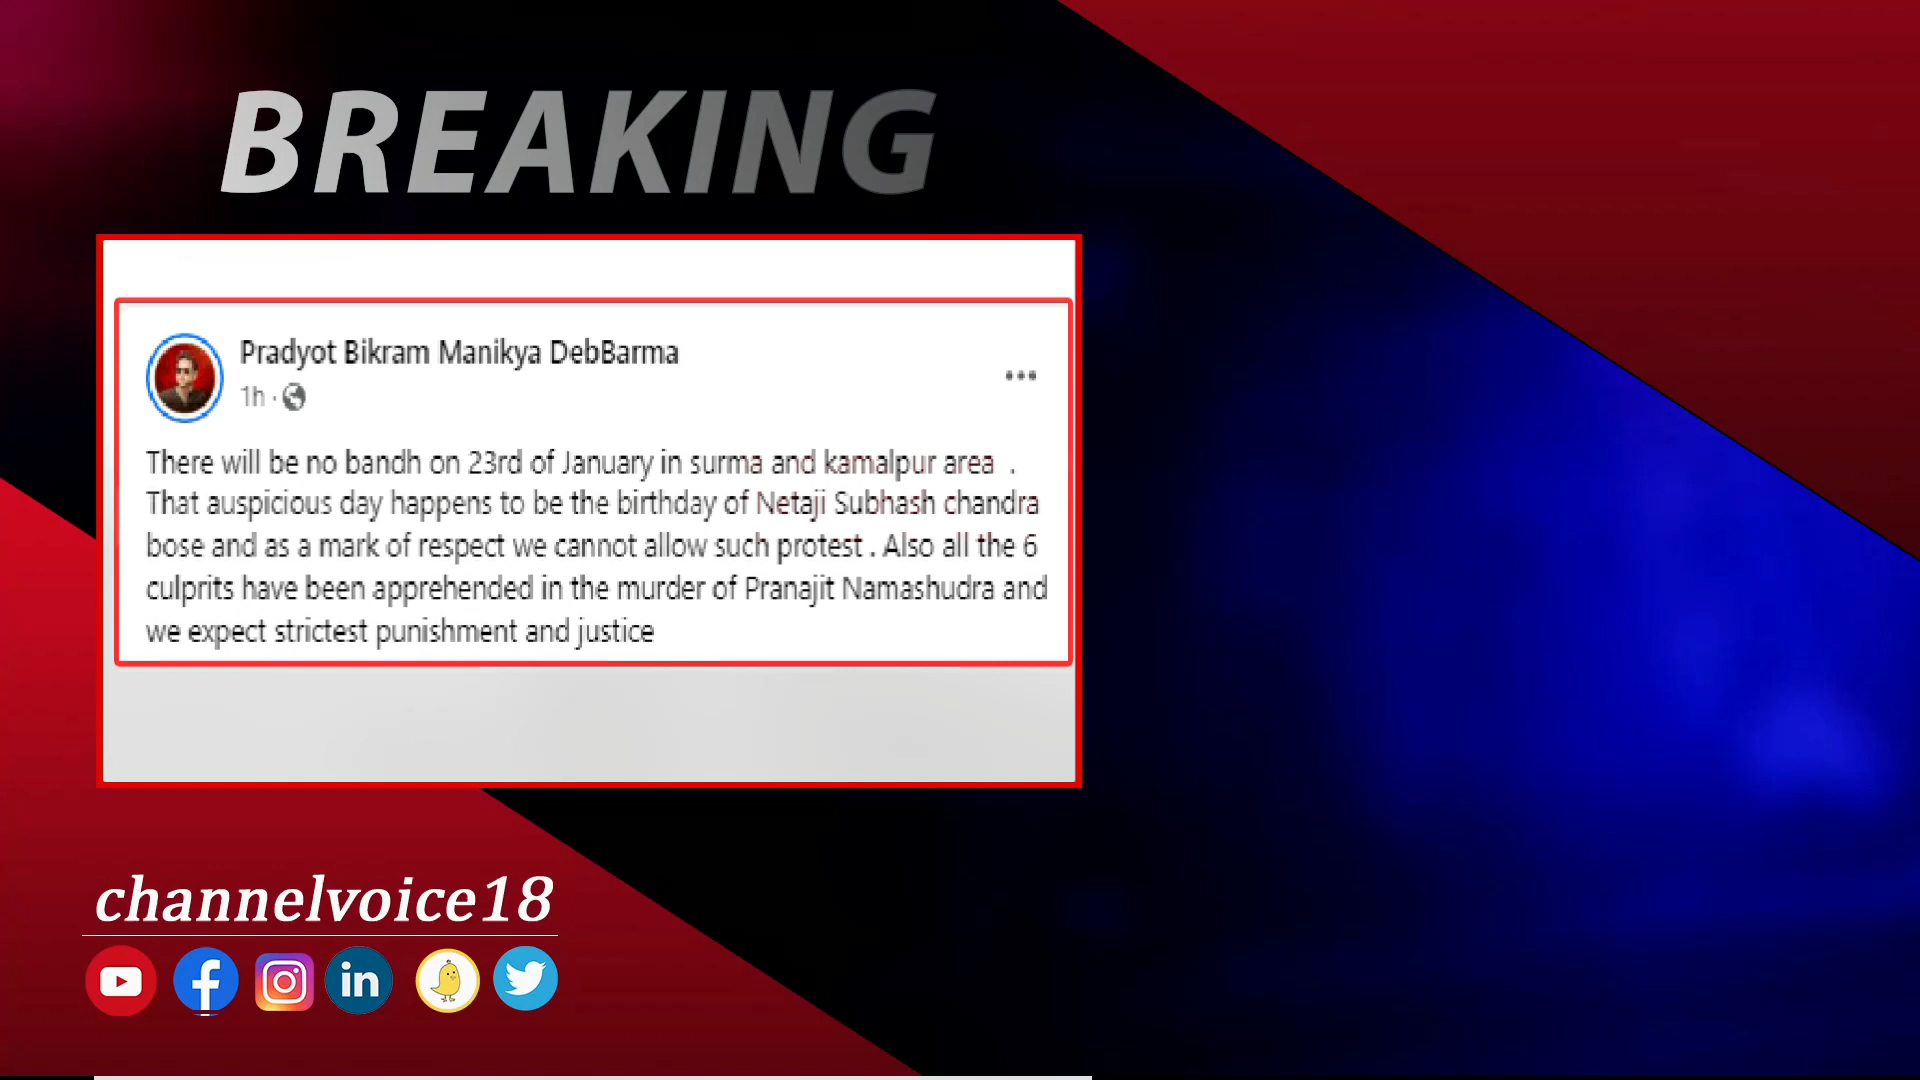 BREAKING
Pradyot Bikram Manikya DebBarma
1h ·
There will be no bandh on 23rd of January in surma and kamalpur area .
That auspicious day happens to be the birthday of Netaji Subhash chandra
bose and as a mark of respect we cannot allow such protest . Also all the 6
culprits have been apprehended in the murder of Pranajit Namashudra and
we expect strictest punishment and justice
channelvoice18